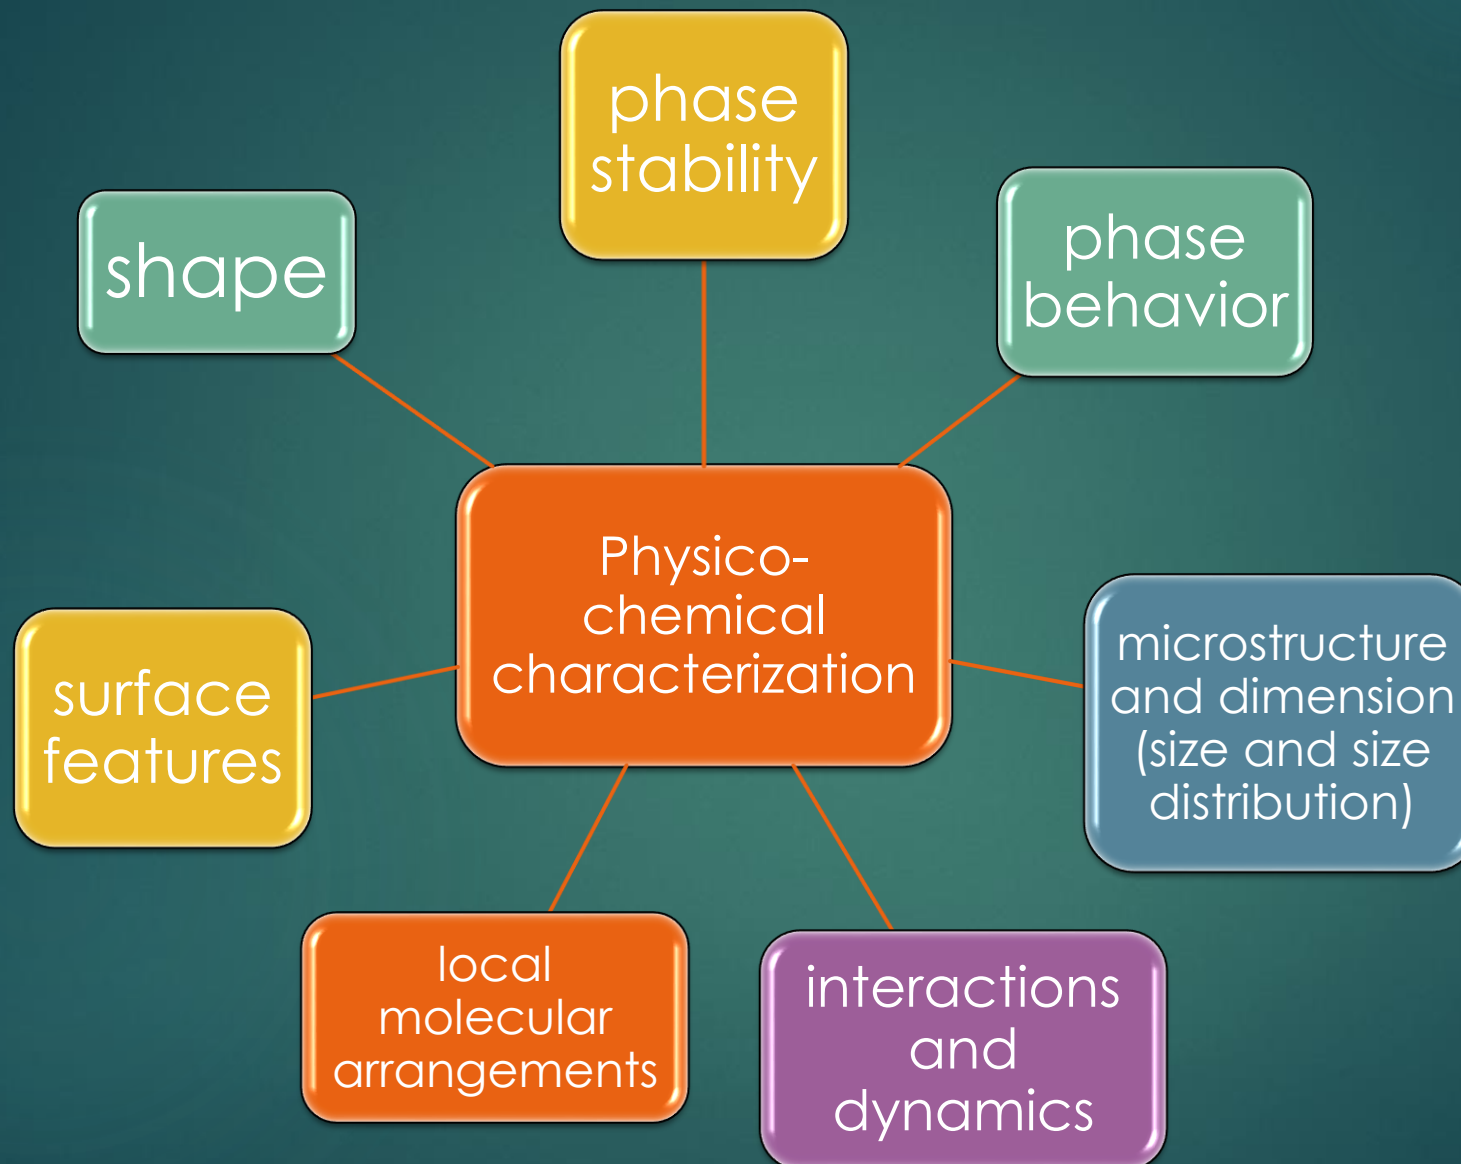 phase
stability
shape
phase
behavior
Physico-
chemical
characterization
surface
features
microstructure
and dimension
(size and size
distribution)
local
molecular
arrangements
interactions
and
dynamics